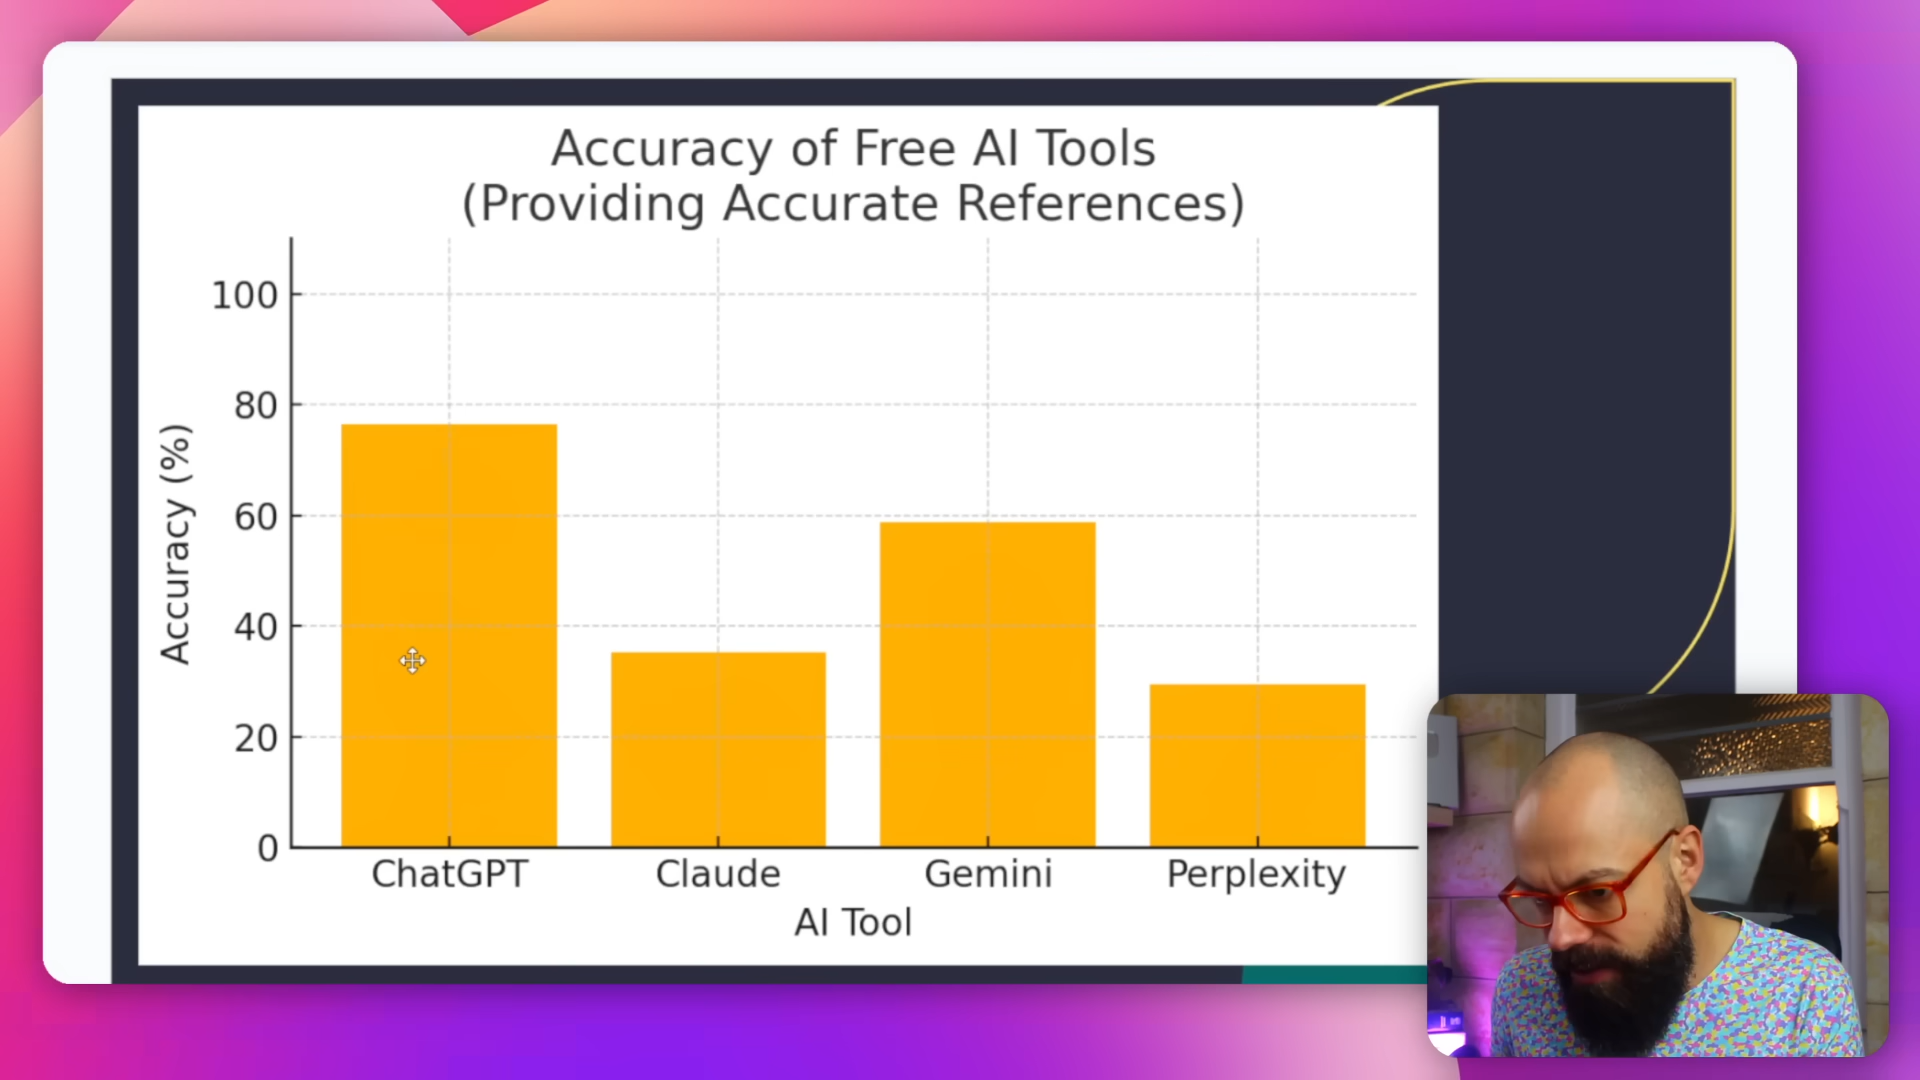 Accuracy of Free AI Tools
(Providing Accurate References)
Accuracy (%)
100
80
60
40
20
0
ChatGPT Claude Gemini Perplexity
AI Tool